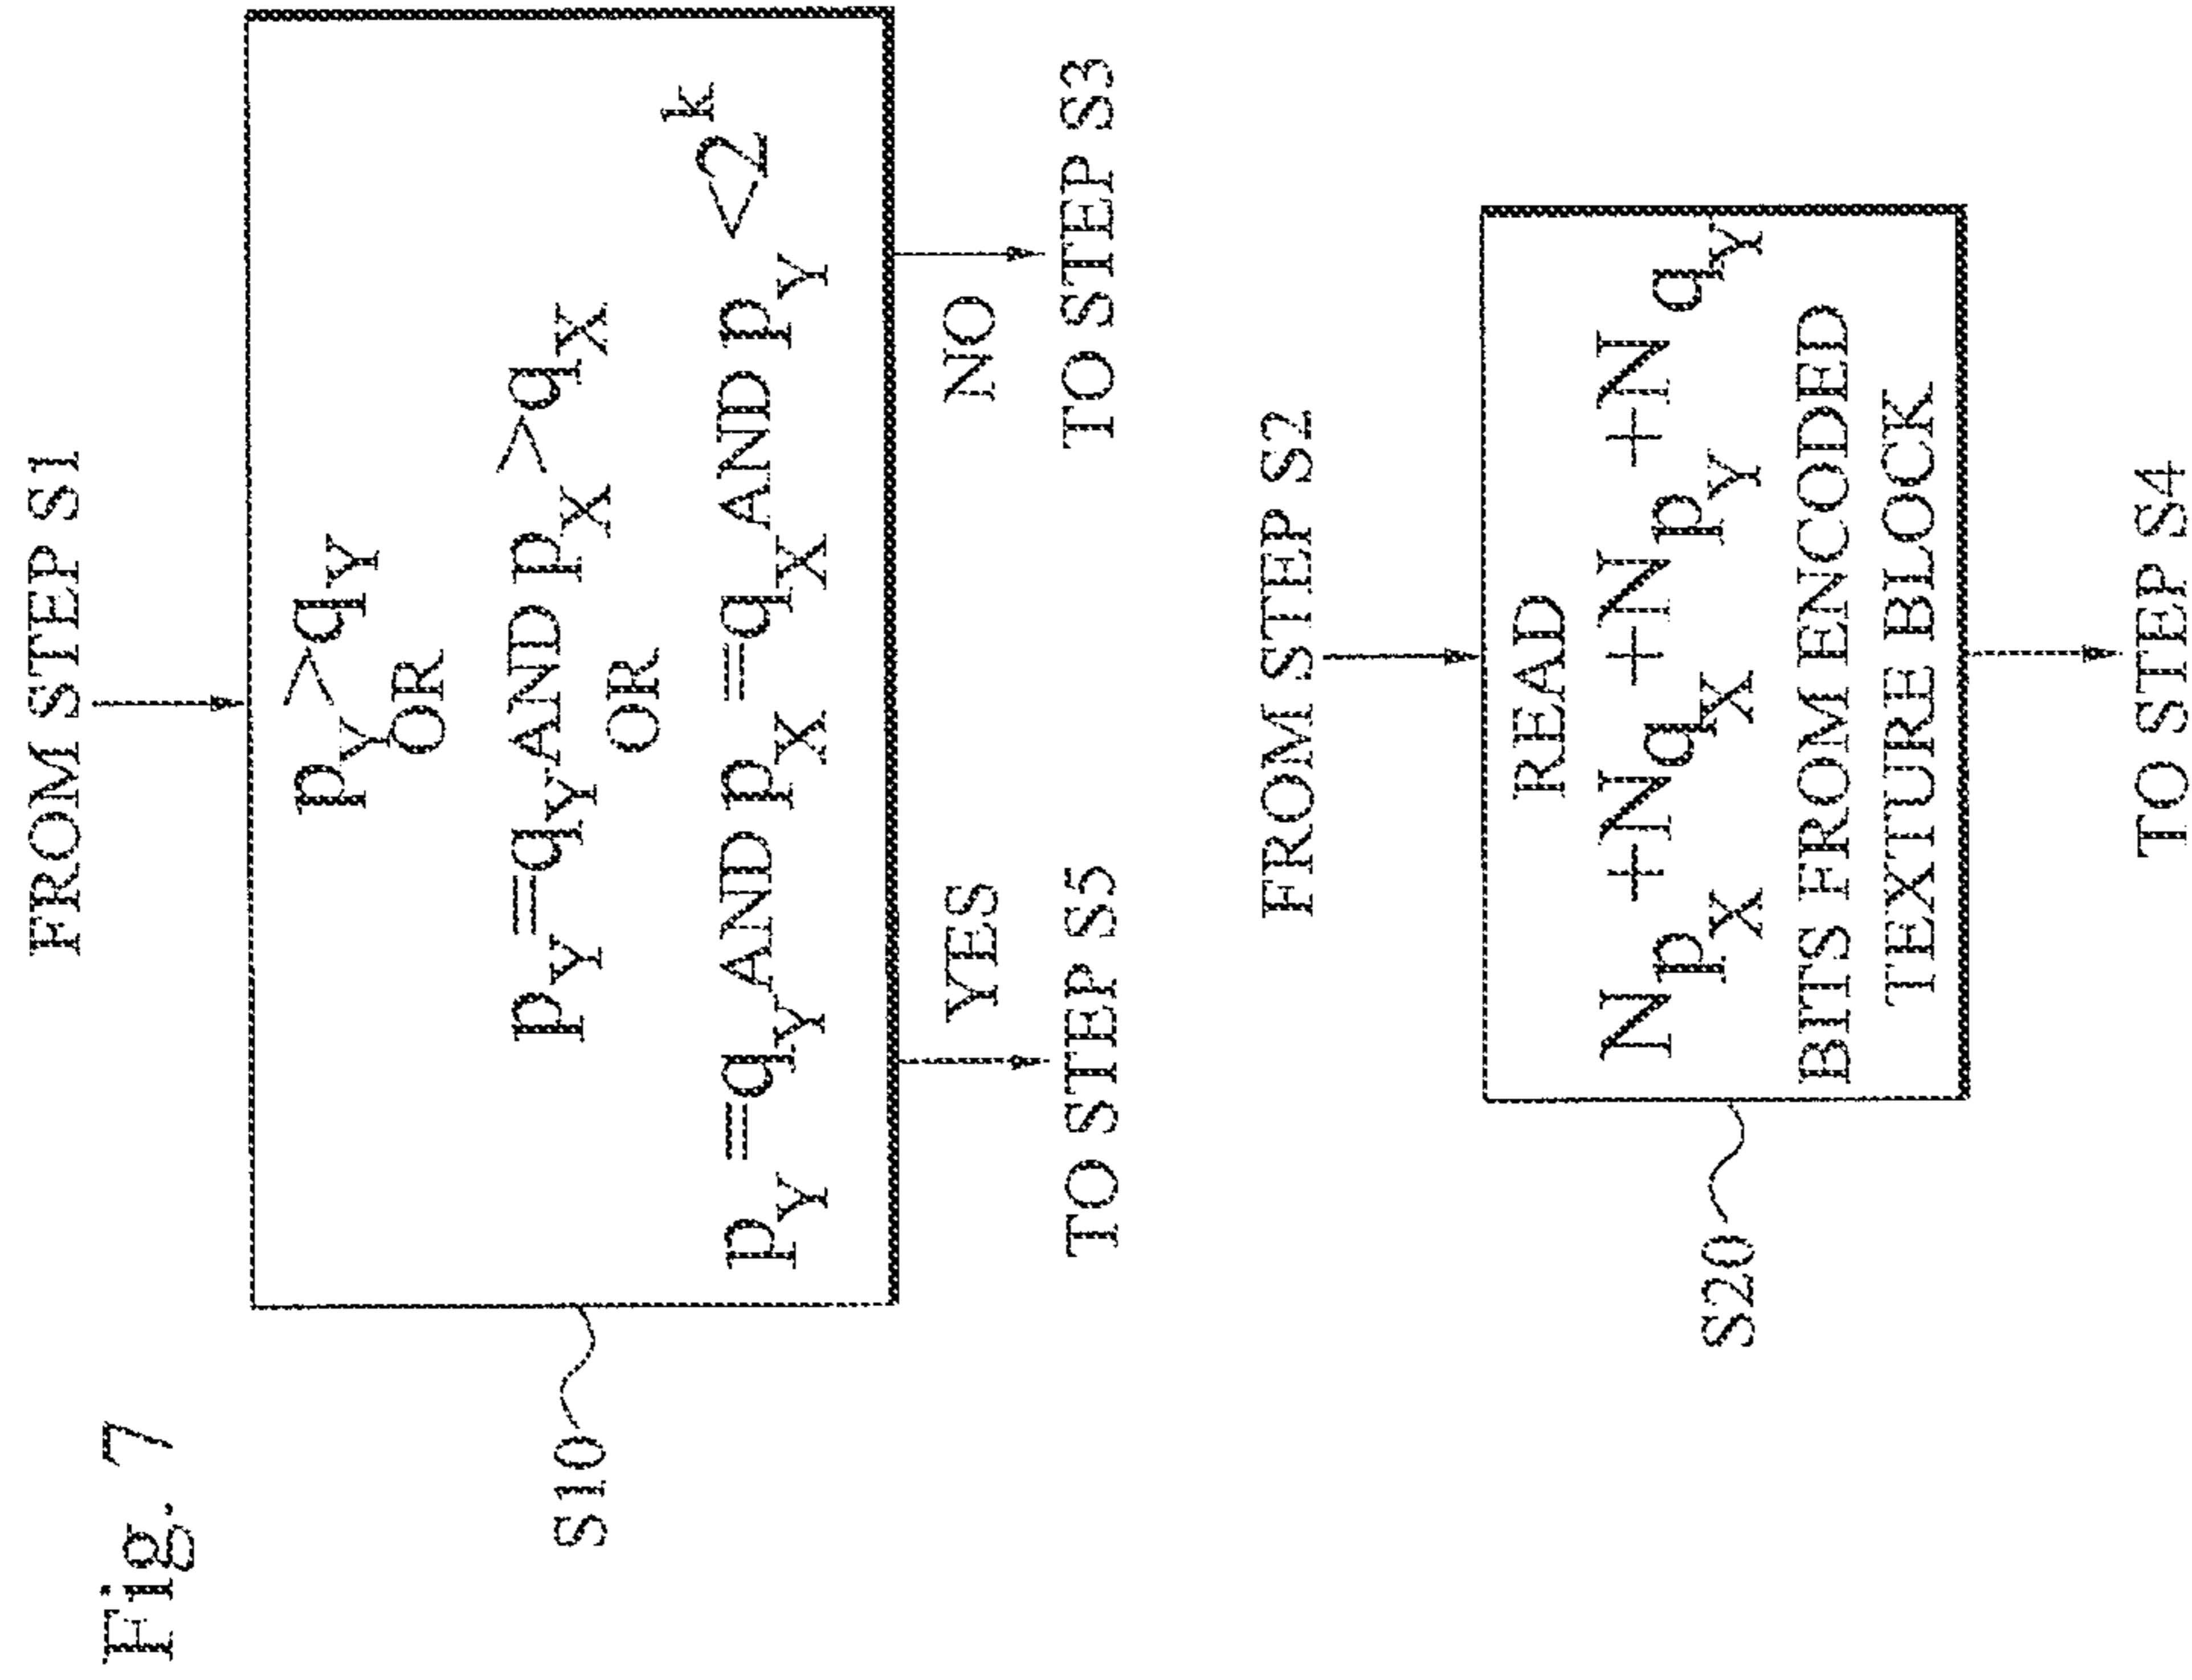 Fig. 7
FROM STEP S1
p_Y >q_Y
OR
p_Y =q_Y AND p_X >q_X
OR
p_Y =q_Y AND p_X =q_X AND p_Y <2^k
YES
NO
TO STEP S5
TO STEP S3
S10
FROM STEP S2
READ
N_p_X +N_q_X +N_p_Y +N_q_Y
BITS FROM ENCODED
TEXTURE BLOCK
S20
TO STEP S4